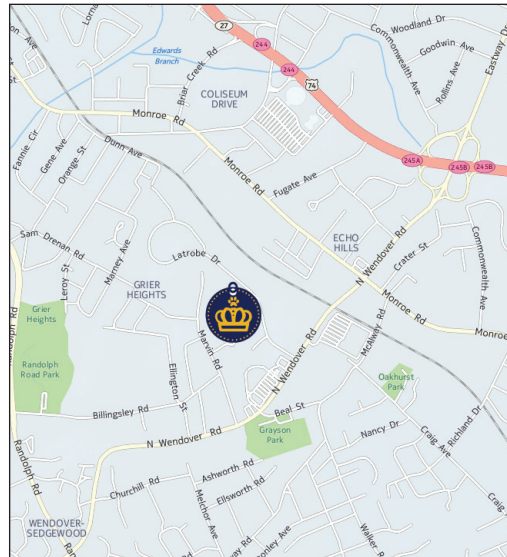 27
244
Edwards
Branch
Briar Creek Rd
244
74
COLISEUM
DRIVE
Woodland Dr
Goodwin Ave
Commonwealth Ave
Rollins Ave
Eastway Dr
Monroe Rd
Dunn Ave
Fannie Cir
Gene Ave
Orange St
Monroe Rd
Fugate Ave
245A
245B
245B
Sam Drenan Rd
Leroy St
Marney Ave
Latrobe Dr
ECHO
HILLS
N Wendover Rd
Crater St
Commonwealth Ave
GRIER
HEIGHTS
Grier
Heights
Randolph
Road Park
Marvin Rd
Ellington St
N Wendover Rd
McAlway Rd
Monroe Rd
Monroe
Oakhurst
Park
Billingsley Rd
Beal St
Grayson
Park
N Wendover Rd
Randolph Rd
Nancy Dr
Craig Ave
Richland Dr
Ashworth Rd
Churchill Rd
Ellsworth Rd
Melchor Ave
WENDOVER-
SEDGEWOOD
Walker Rd
Craig